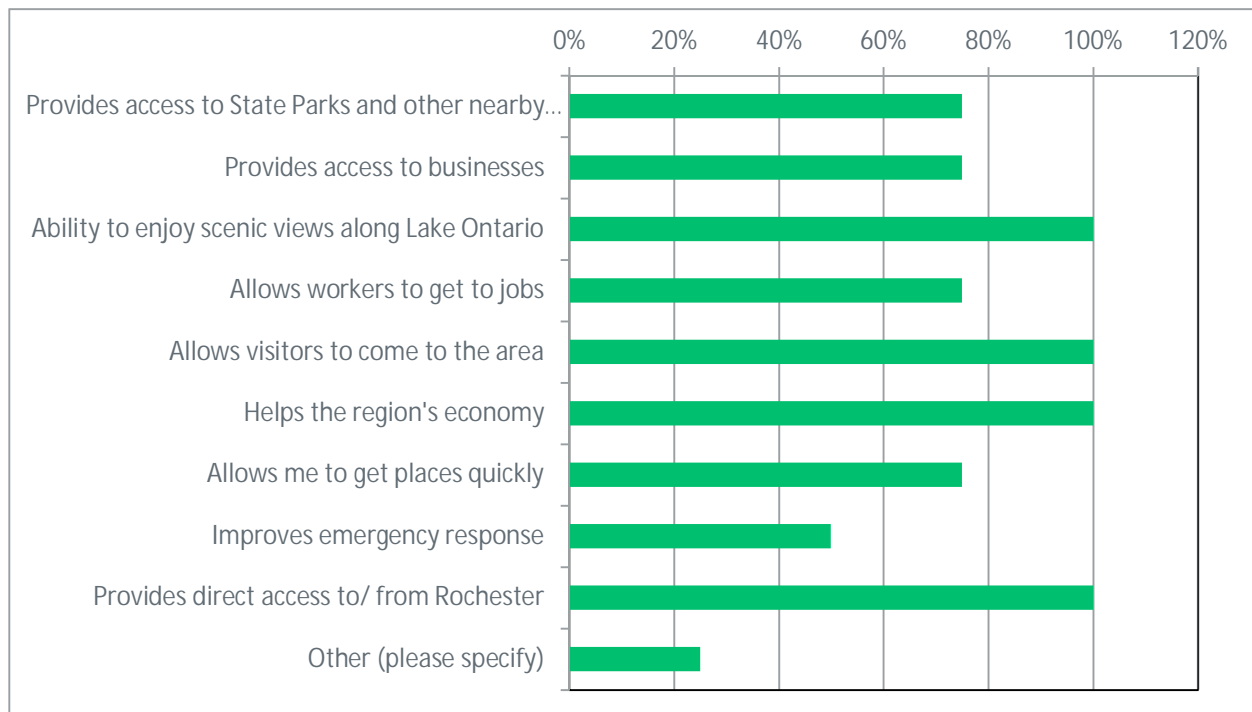 0% 20% 40% 60% 80% 100% 120%
Provides access to State Parks and other nearby...
Provides access to businesses
Ability to enjoy scenic views along Lake Ontario
Allows workers to get to jobs
Allows visitors to come to the area
Helps the region's economy
Allows me to get places quickly
Improves emergency response
Provides direct access to/ from Rochester
Other (please specify)